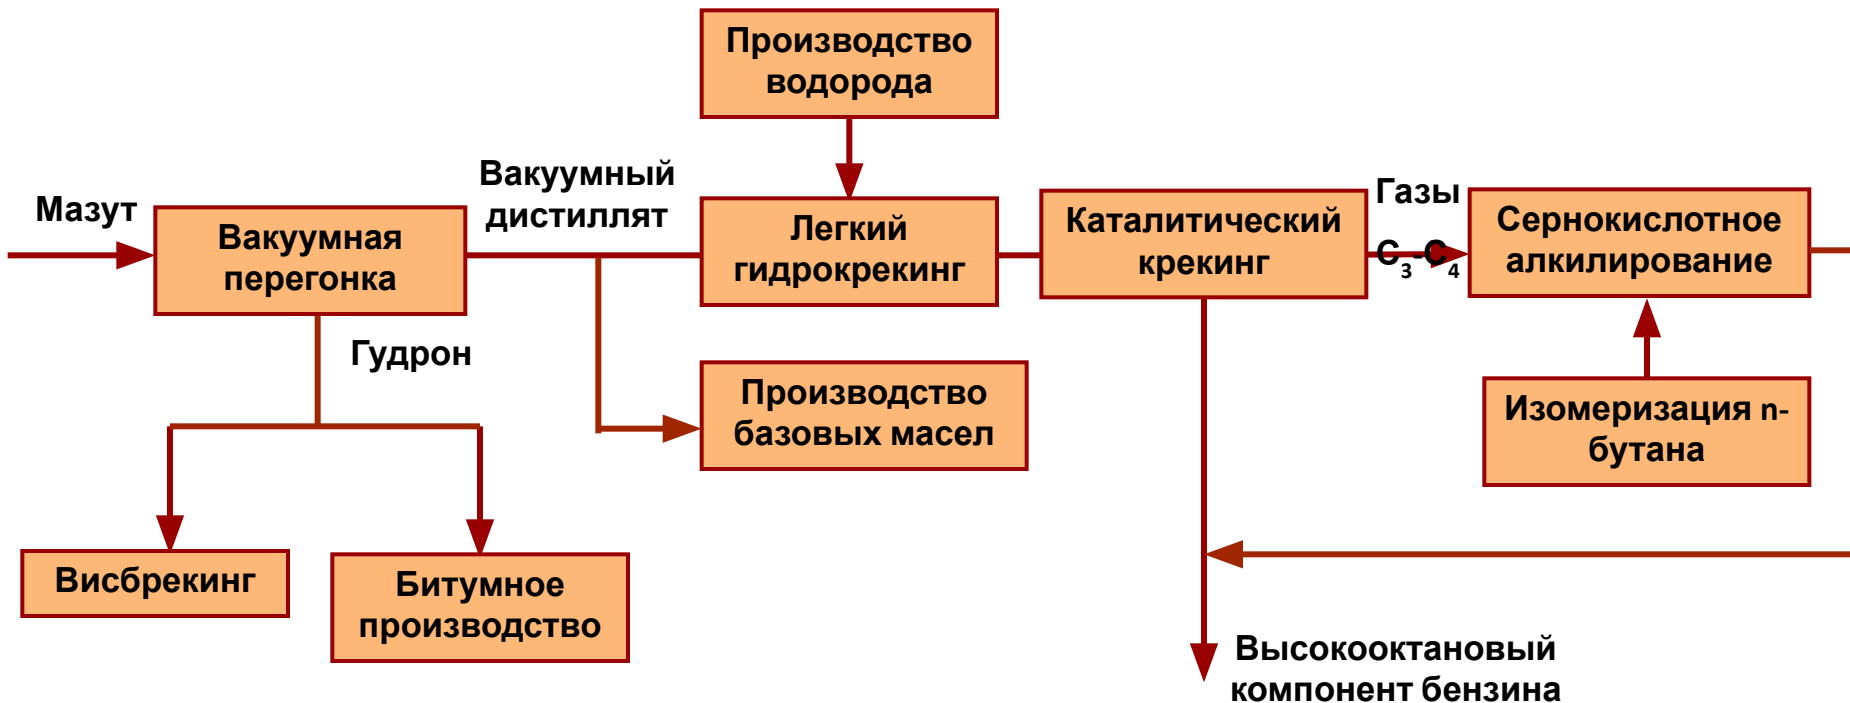 Производство
водорода
Мазут
Вакуумная
перегонка
Вакуумный
дистиллят
Легкий
гидрокрекинг
Каталитический
крекинг
Газы
С3-С4
Сернокислотное
алкилирование
Гудрон
Производство
базовых масел
Изомеризация n-
бутана
Висбрекинг
Битумное
производство
Высокооктановый
компонент бензина